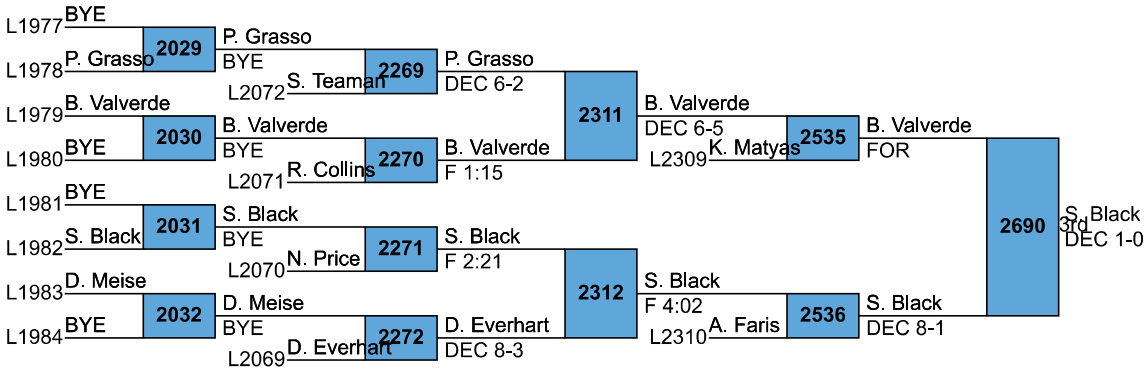 L1977 BYE
P. Grasso
2029
BYE
L1978 P. Grasso
S. Teaman
L2072
2269
P. Grasso
DEC 6-2
L1979 B. Valverde
2030
B. Valverde
BYE
L1980 BYE
R. Collins
L2071
2270
B. Valverde
F 1:15
2311
B. Valverde
DEC 6-5
K. Matyas
L2309
2535
B. Valverde
FOR
L1981 BYE
2031
S. Black
BYE
L1982 S. Black
N. Price
L2070
2271
S. Black
F 2:21
L1983 D. Meise
2032
D. Meise
BYE
L1984 BYE
D. Everhart
L2069
2272
D. Everhart
DEC 8-3
2312
S. Black
F 4:02
A. Faris
L2310
2536
S. Black
DEC 8-1
2690
S. Black
3rd
DEC 1-0